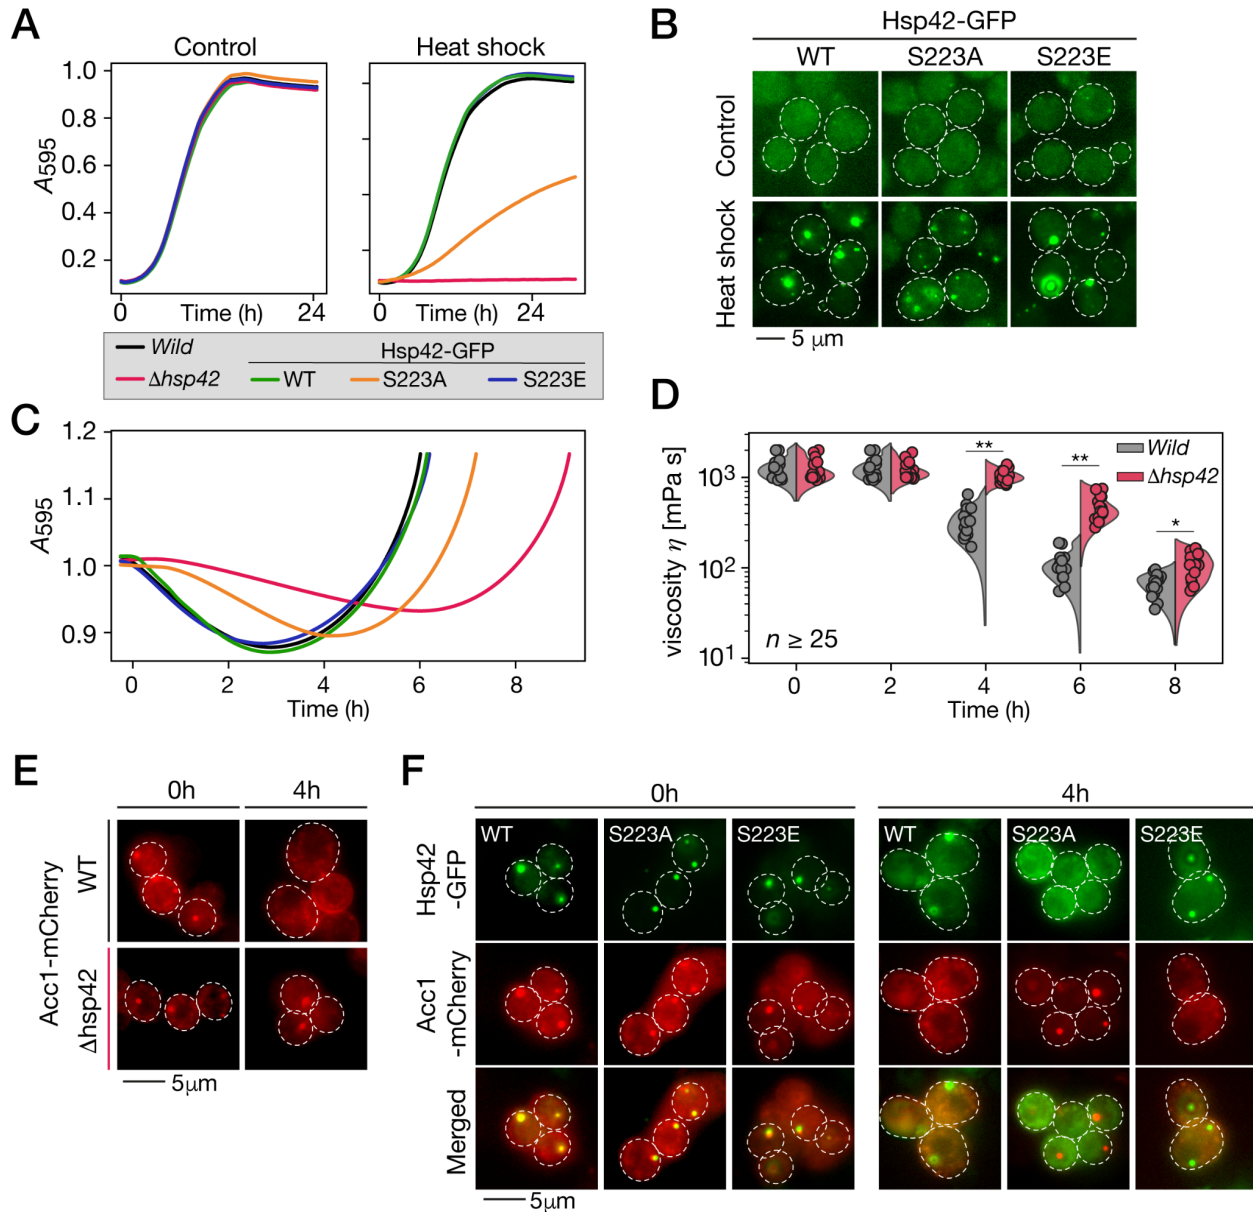 A
Control
Heat shock
A595
1.0
0.8
0.6
0.4
0.2
0
Time (h)
24
0
Time (h)
24
Wild
Δhsp42
Hsp42-GFP
WT
S223A
S223E
B
Hsp42-GFP
WT
S223A
S223E
Control
Heat shock
5 μm
C
A595
1.2
1.1
1.0
0.9
0
2
4
6
8
Time (h)
D
viscosity η [mPa s]
10³
10²
10¹
**
**
*
Wild
Δhsp42
n ≥ 25
0
2
4
6
8
Time (h)
E
0h
4h
Acc1-mCherry
WT
Δhsp42
5μm
F
0h
4h
WT
S223A
S223E
WT
S223A
S223E
Hsp42
-GFP
Acc1
-mCherry
Merged
5μm